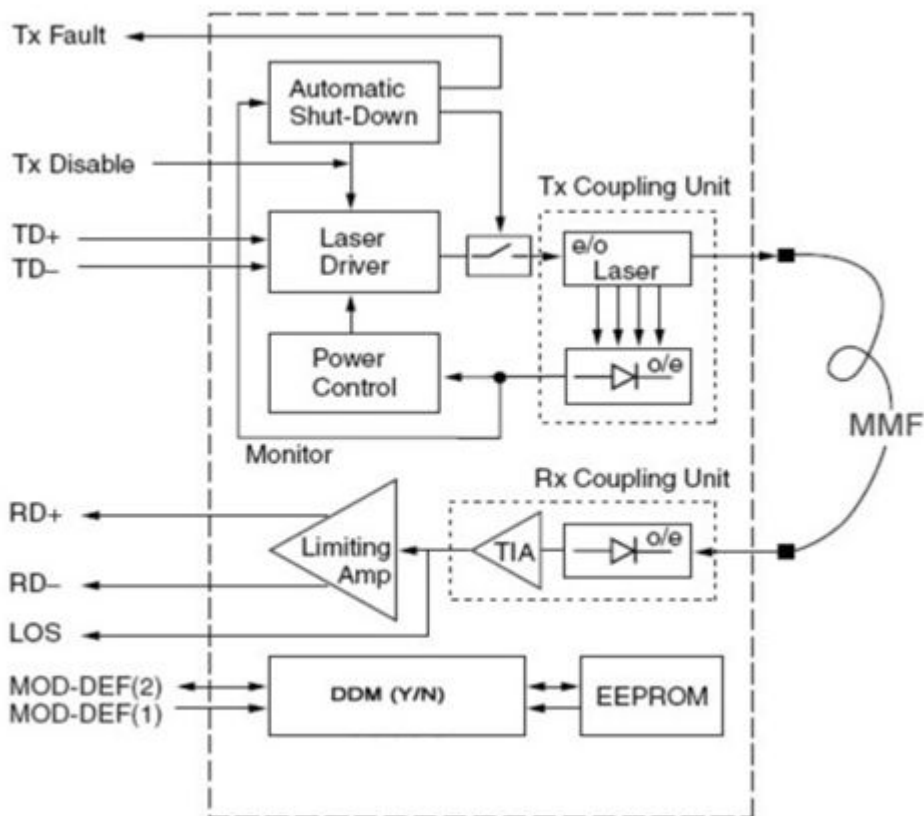 Tx Fault
Automatic
Shut-Down
Tx Disable
Tx Coupling Unit
TD+
TD–
Laser
Driver
e/o
Laser
Power
Control
o/e
MMF
Monitor
Rx Coupling Unit
RD+
RD–
Limiting
Amp
TIA
o/e
LOS
MOD-DEF(2)
MOD-DEF(1)
DDM (Y/N)
EEPROM